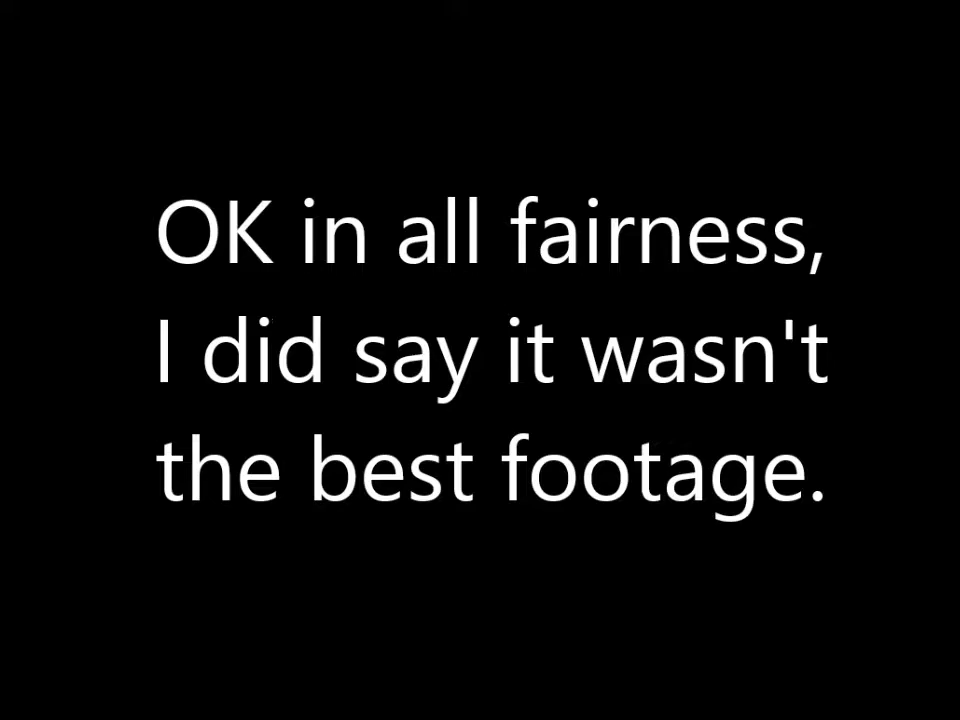 OK in all fairness,
I did say it wasn't
the best footage.